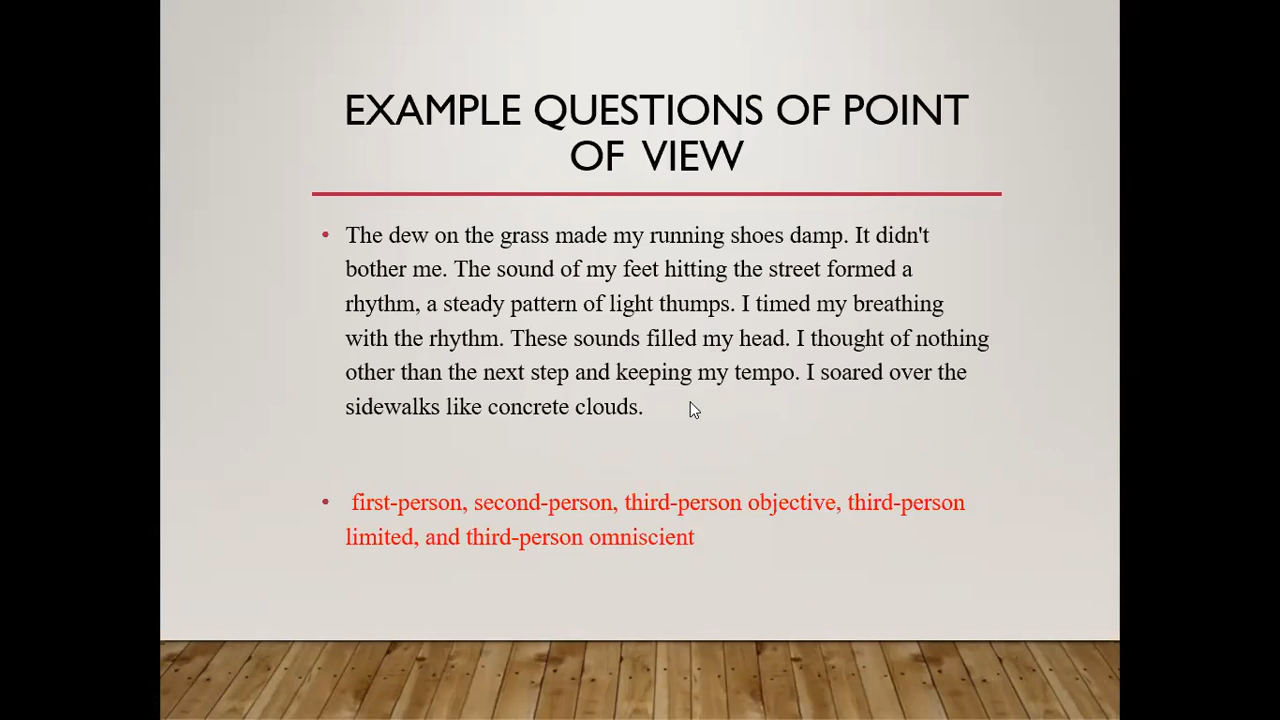 EXAMPLE QUESTIONS OF POINT
OF VIEW
• The dew on the grass made my running shoes damp. It didn't
bother me. The sound of my feet hitting the street formed a
rhythm, a steady pattern of light thumps. I timed my breathing
with the rhythm. These sounds filled my head. I thought of nothing
other than the next step and keeping my tempo. I soared over the
sidewalks like concrete clouds.
• first-person, second-person, third-person objective, third-person
limited, and third-person omniscient